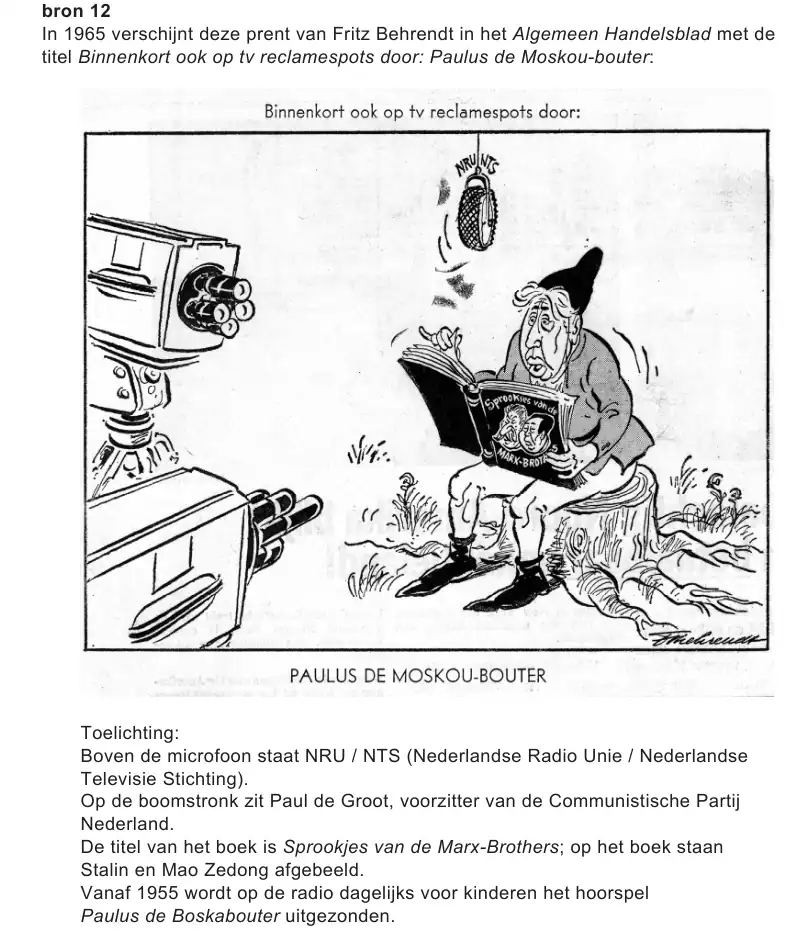 bron 12
In 1965 verschijnt deze prent van Fritz Behrendt in het Algemeen Handelsblad met de
titel Binnenkort ook op tv reclamespots door: Paulus de Moskou-bouter:
Binnenkort ook op tv reclamespots door:
NRU NTS
Sprookjes van de
MARX-BROTHERS
PAULUS DE MOSKOU-BOUTER
Toelichting:
Boven de microfoon staat NRU / NTS (Nederlandse Radio Unie / Nederlandse
Televisie Stichting).
Op de boomstronk zit Paul de Groot, voorzitter van de Communistische Partij
Nederland.
De titel van het boek is Sprookjes van de Marx-Brothers; op het boek staan
Stalin en Mao Zedong afgebeeld.
Vanaf 1955 wordt op de radio dagelijks voor kinderen het hoorspel
Paulus de Boskabouter uitgezonden.